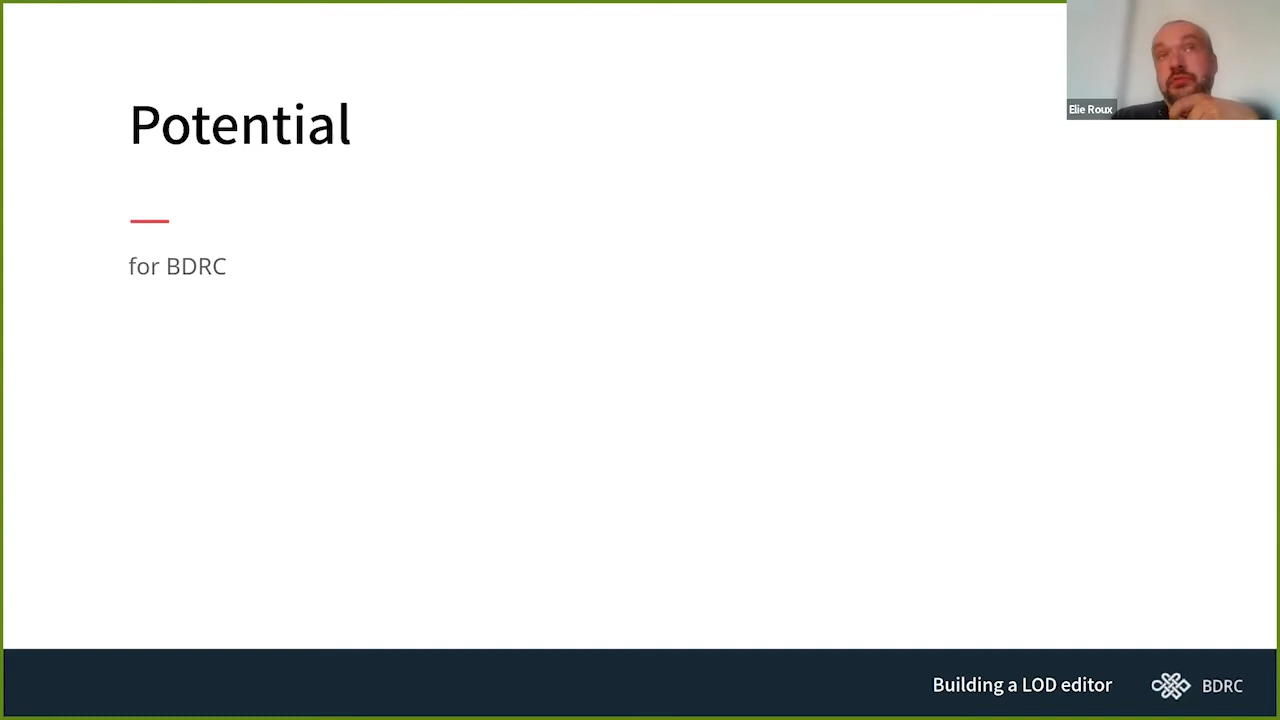 Potential
for BDRC
Elie Roux
Building a LOD editor
BDRC